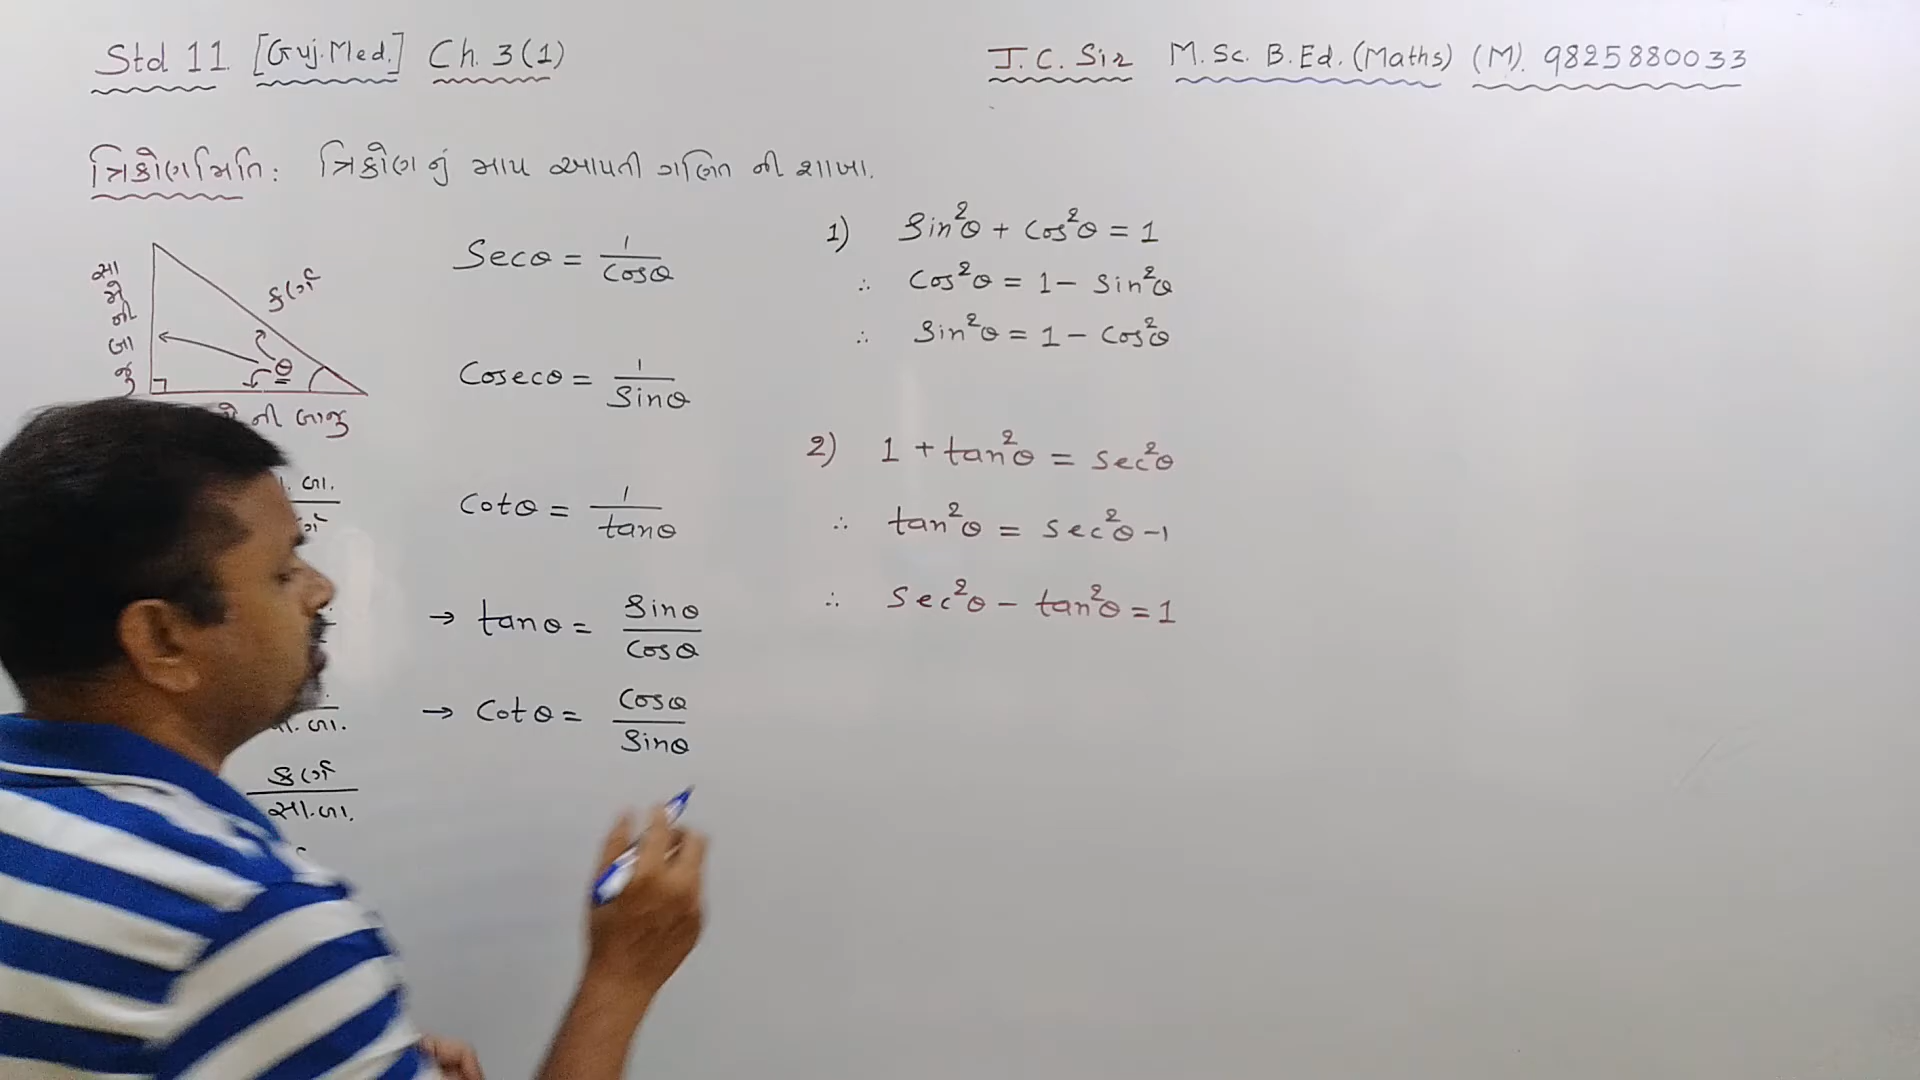 Std 11 [Guj.Med.] Ch. 3(1)
J.C. Sir M.Sc. B.Ed. (Maths) (M). 9825880033
ત્રિકોણમિતિ : ત્રિકોણ નું માપ આપતી ગણિત ની શાખા.
સામેની બાજુ
કર્ણ
θ
ની બાજુ
Secθ = 1/Cosθ
Cosecθ = 1/Sinθ
Cotθ = 1/tanθ
→ tanθ = Sinθ/Cosθ
→ Cotθ = Cosθ/Sinθ
બા.
બા.
કર્ણ/સા.બા.
1) Sin²θ + Cos²θ = 1
∴ Cos²θ = 1 - Sin²θ
∴ Sin²θ = 1 - Cos²θ
2) 1 + tan²θ = Sec²θ
∴ tan²θ = Sec²θ - 1
∴ Sec²θ - tan²θ = 1